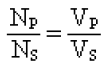 Nₚ/Nₛ = Vₚ/Vₛ